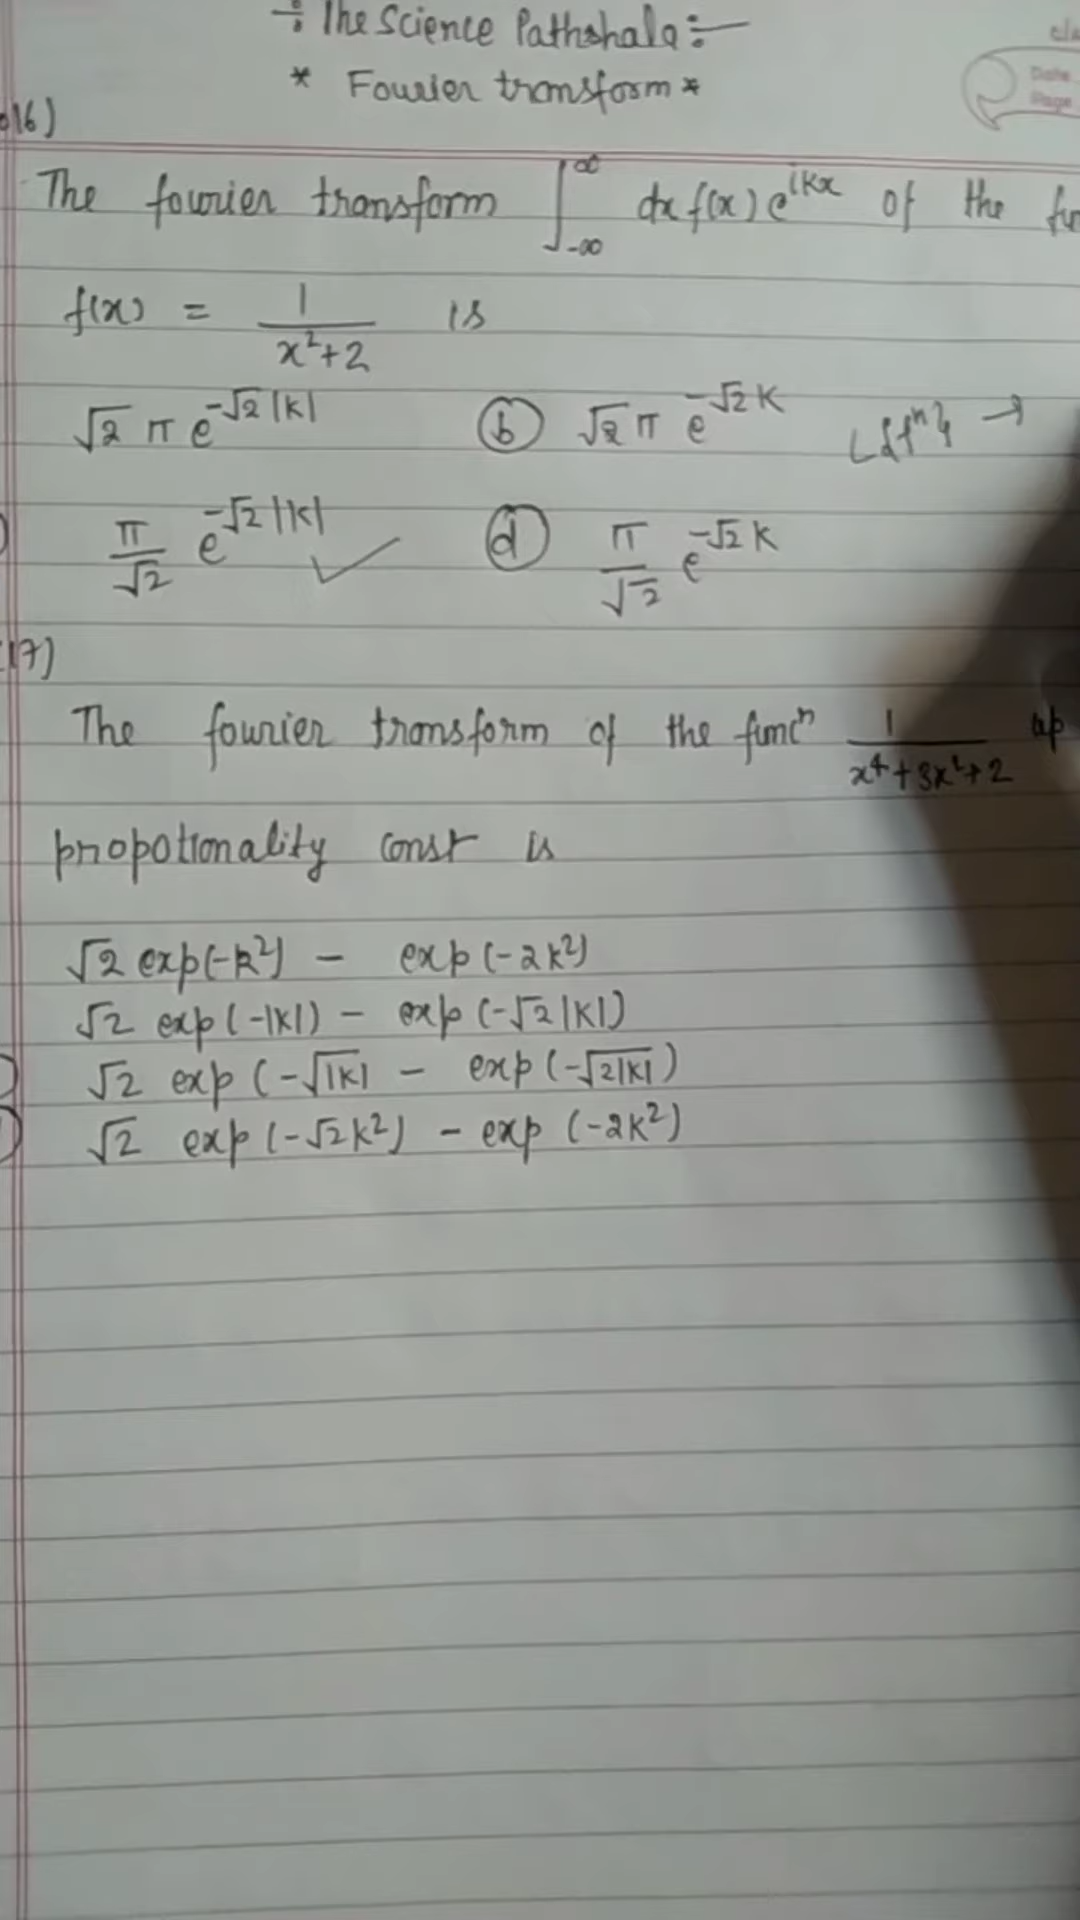 ÷ The Science Pathshala ÷
* Fourier transform *
16)
The fourier transform ∫_{-∞}^{∞} dx f(x) e^{ikx} of the
f(x) = 1/(x²+2) is
√2 π e^{-√2|k|} (b) √2 π e^{-√2k}
π/√2 e^{-√2|k|} ✓ (d) π/√2 e^{-√2k}
17)
The fourier transform of the funcⁿ 1/(x⁴+3x²+2)
propotionality const is
√2 exp(-k²) - exp(-2k²)
√2 exp(-|k|) - exp(-√2|k|)
√2 exp(-√|k| - exp(-√2|k|)
√2 exp(-√2k²) - exp(-2k²)